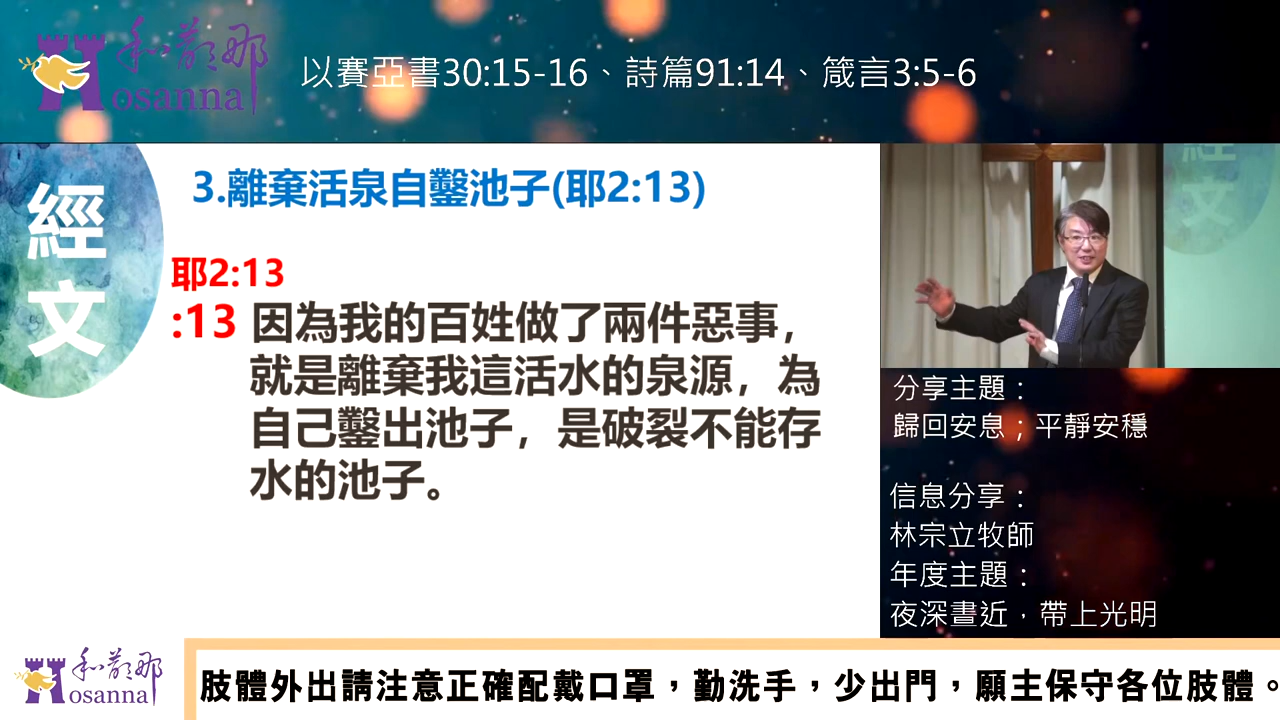 和散那
Hosanna
以賽亞書30:15-16、詩篇91:14、箴言3:5-6
經文
3.離棄活泉自鑿池子(耶2:13)
耶2:13
:13 因為我的百姓做了兩件惡事，
就是離棄我這活水的泉源，為
自己鑿出池子，是破裂不能存
水的池子。
經文
分享主題：
歸回安息；平靜安穩
信息分享：
林宗立牧師
年度主題：
夜深晝近，帶上光明
和散那
Hosanna
肢體外出請注意正確配戴口罩，勤洗手，少出門，願主保守各位肢體。